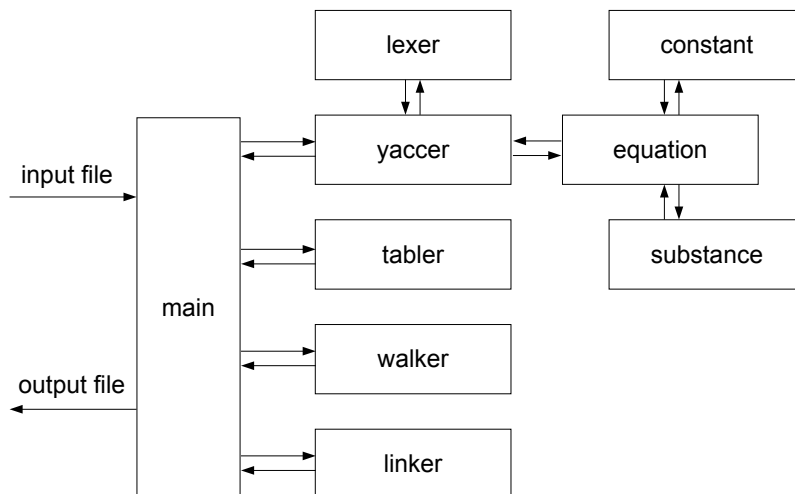 lexer
constant
yaccer
equation
input file
tabler
substance
main
walker
output file
linker